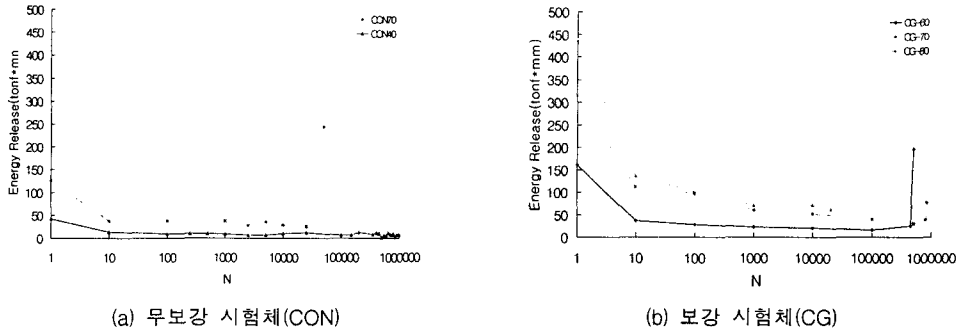 500
450
400
350
300
250
200
150
100
50
0
Energy Release(tonf*mm)
CON70
CON40
1 10 100 1000 10000 100000 1000000
N
(a) 무보강 시험체(CON)
500
450
400
350
300
250
200
150
100
50
0
Energy Release(tonf*mm)
CG-60
CG-70
CG-80
1 10 100 1000 10000 100000 1000000
N
(b) 보강 시험체(CG)